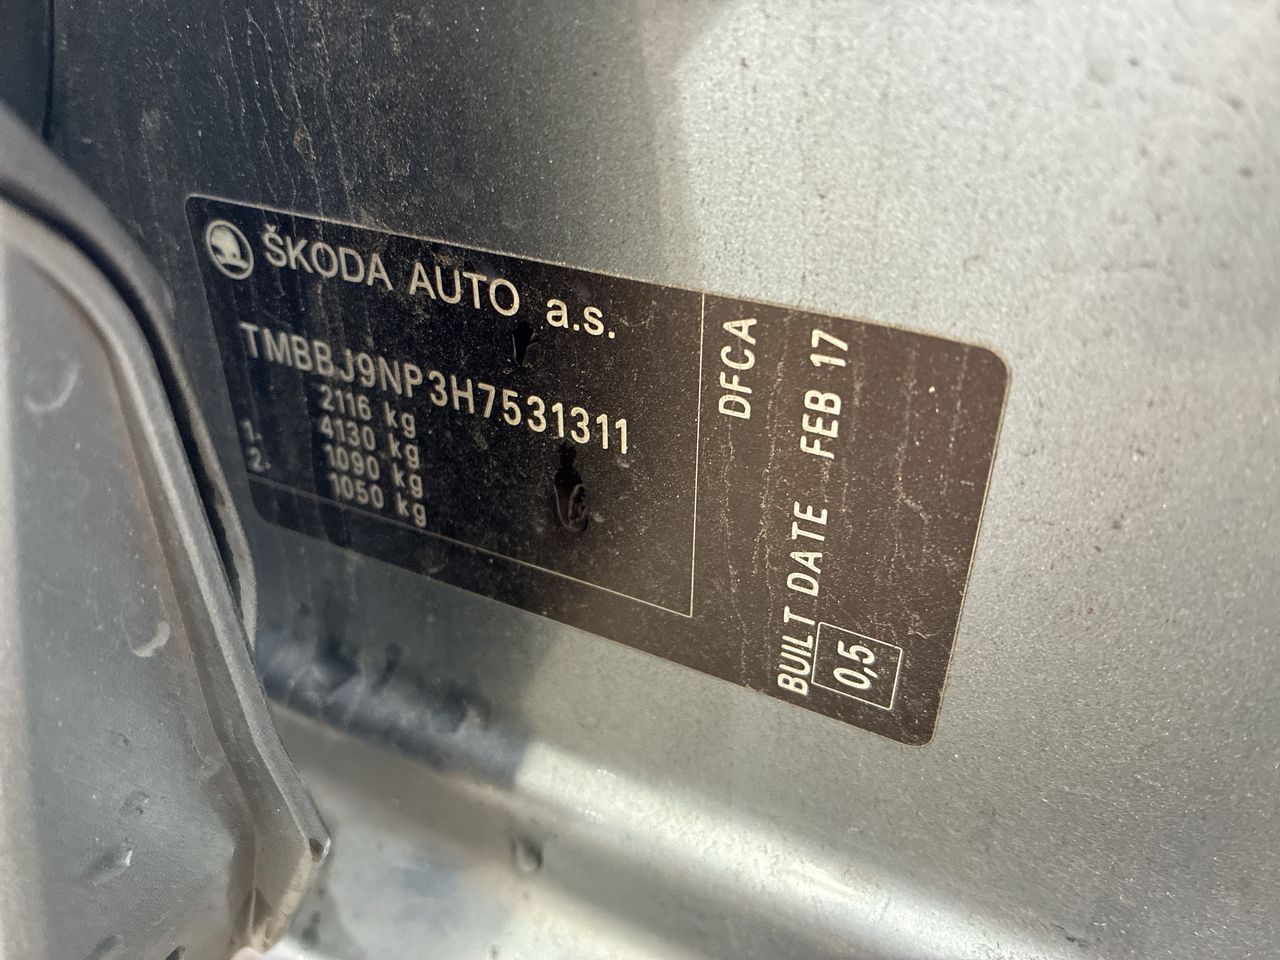 ŠKODA AUTO a.s.
TMBBJ9NP3H7531311
2116 kg
4130 kg
1. 1090 kg
2. 1050 kg
DFCA
BUILT DATE FEB 17
0,5